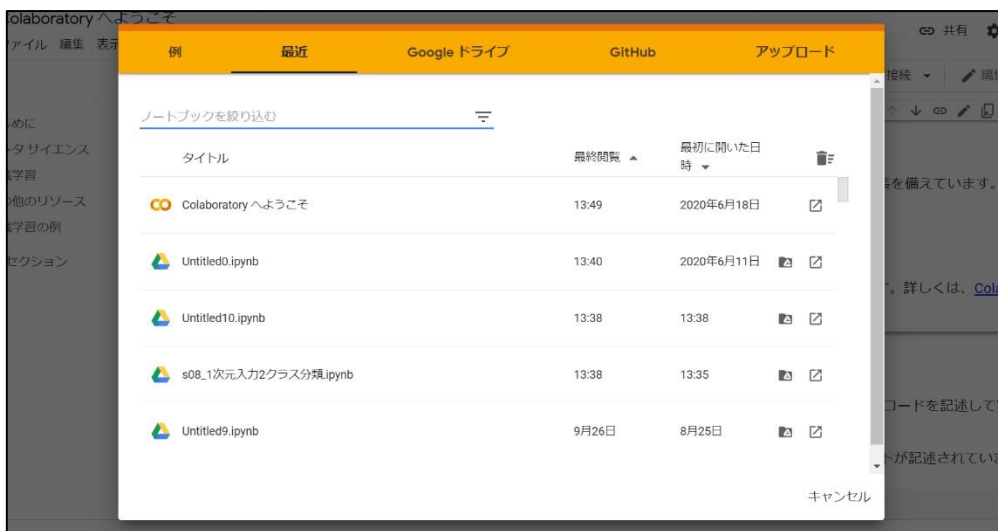 olaboratory へようこそ
ファイル 編集 表示
共有
例 最近 Google ドライブ GitHub アップロード
接続
ノートブックを絞り込む
タイトル 最終閲覧 最初に開いた日時
タ サイエンス
学習
他のリソース
学習の例
セクション
を備えています。
Colaboratory へようこそ 13:49 2020年6月18日
Untitled0.ipynb 13:40 2020年6月11日
。詳しくは、Cola
Untitled10.ipynb 13:38 13:38
s08_1次元入力2クラス分類.ipynb 13:38 13:35
コードを記述して
Untitled9.ipynb 9月26日 8月25日
トが記述されていま
キャンセル